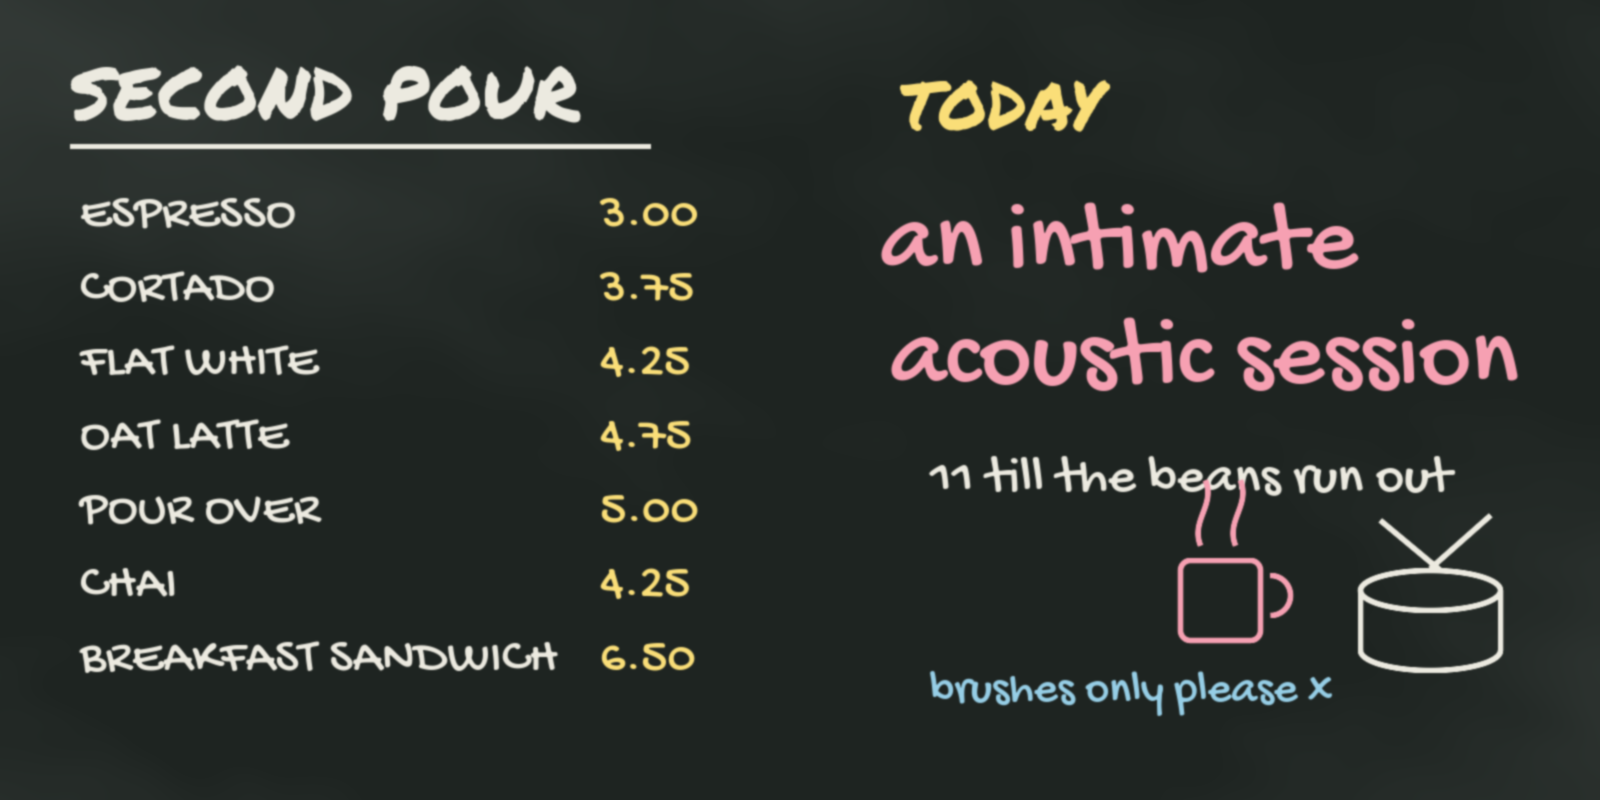 SECOND POUR
ESPRESSO 3.00
CORTADO 3.75
FLAT WHITE 4.25
OAT LATTE 4.75
POUR OVER 5.00
CHAI 4.25
BREAKFAST SANDWICH 6.50
TODAY
an intimate
acoustic session
11 till the beans run out
brushes only please x